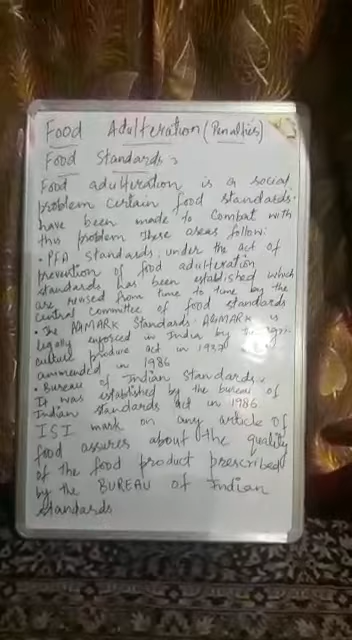 Food Adulteration (Penalties)
Food Standards :
Food adulteration is a social
problem certain food standards.
have been made to combat with
this problem these areas follow:
• PFA standards: under the act of
prevention of food adulteration
standards has been established which
are revised from time to time by the
central committee of food standards
• The AGMARK Standards: AGMARK is
legally enforced in India by the agri-
culture produce act in 1937
ammended in 1986
• Bureau of Indian Standards.
It was established by the bureau of
Indian standards act in 1986.
ISI mark on any article of
food assures about the quality
of the food product prescribed
by the BUREAU of Indian
standards